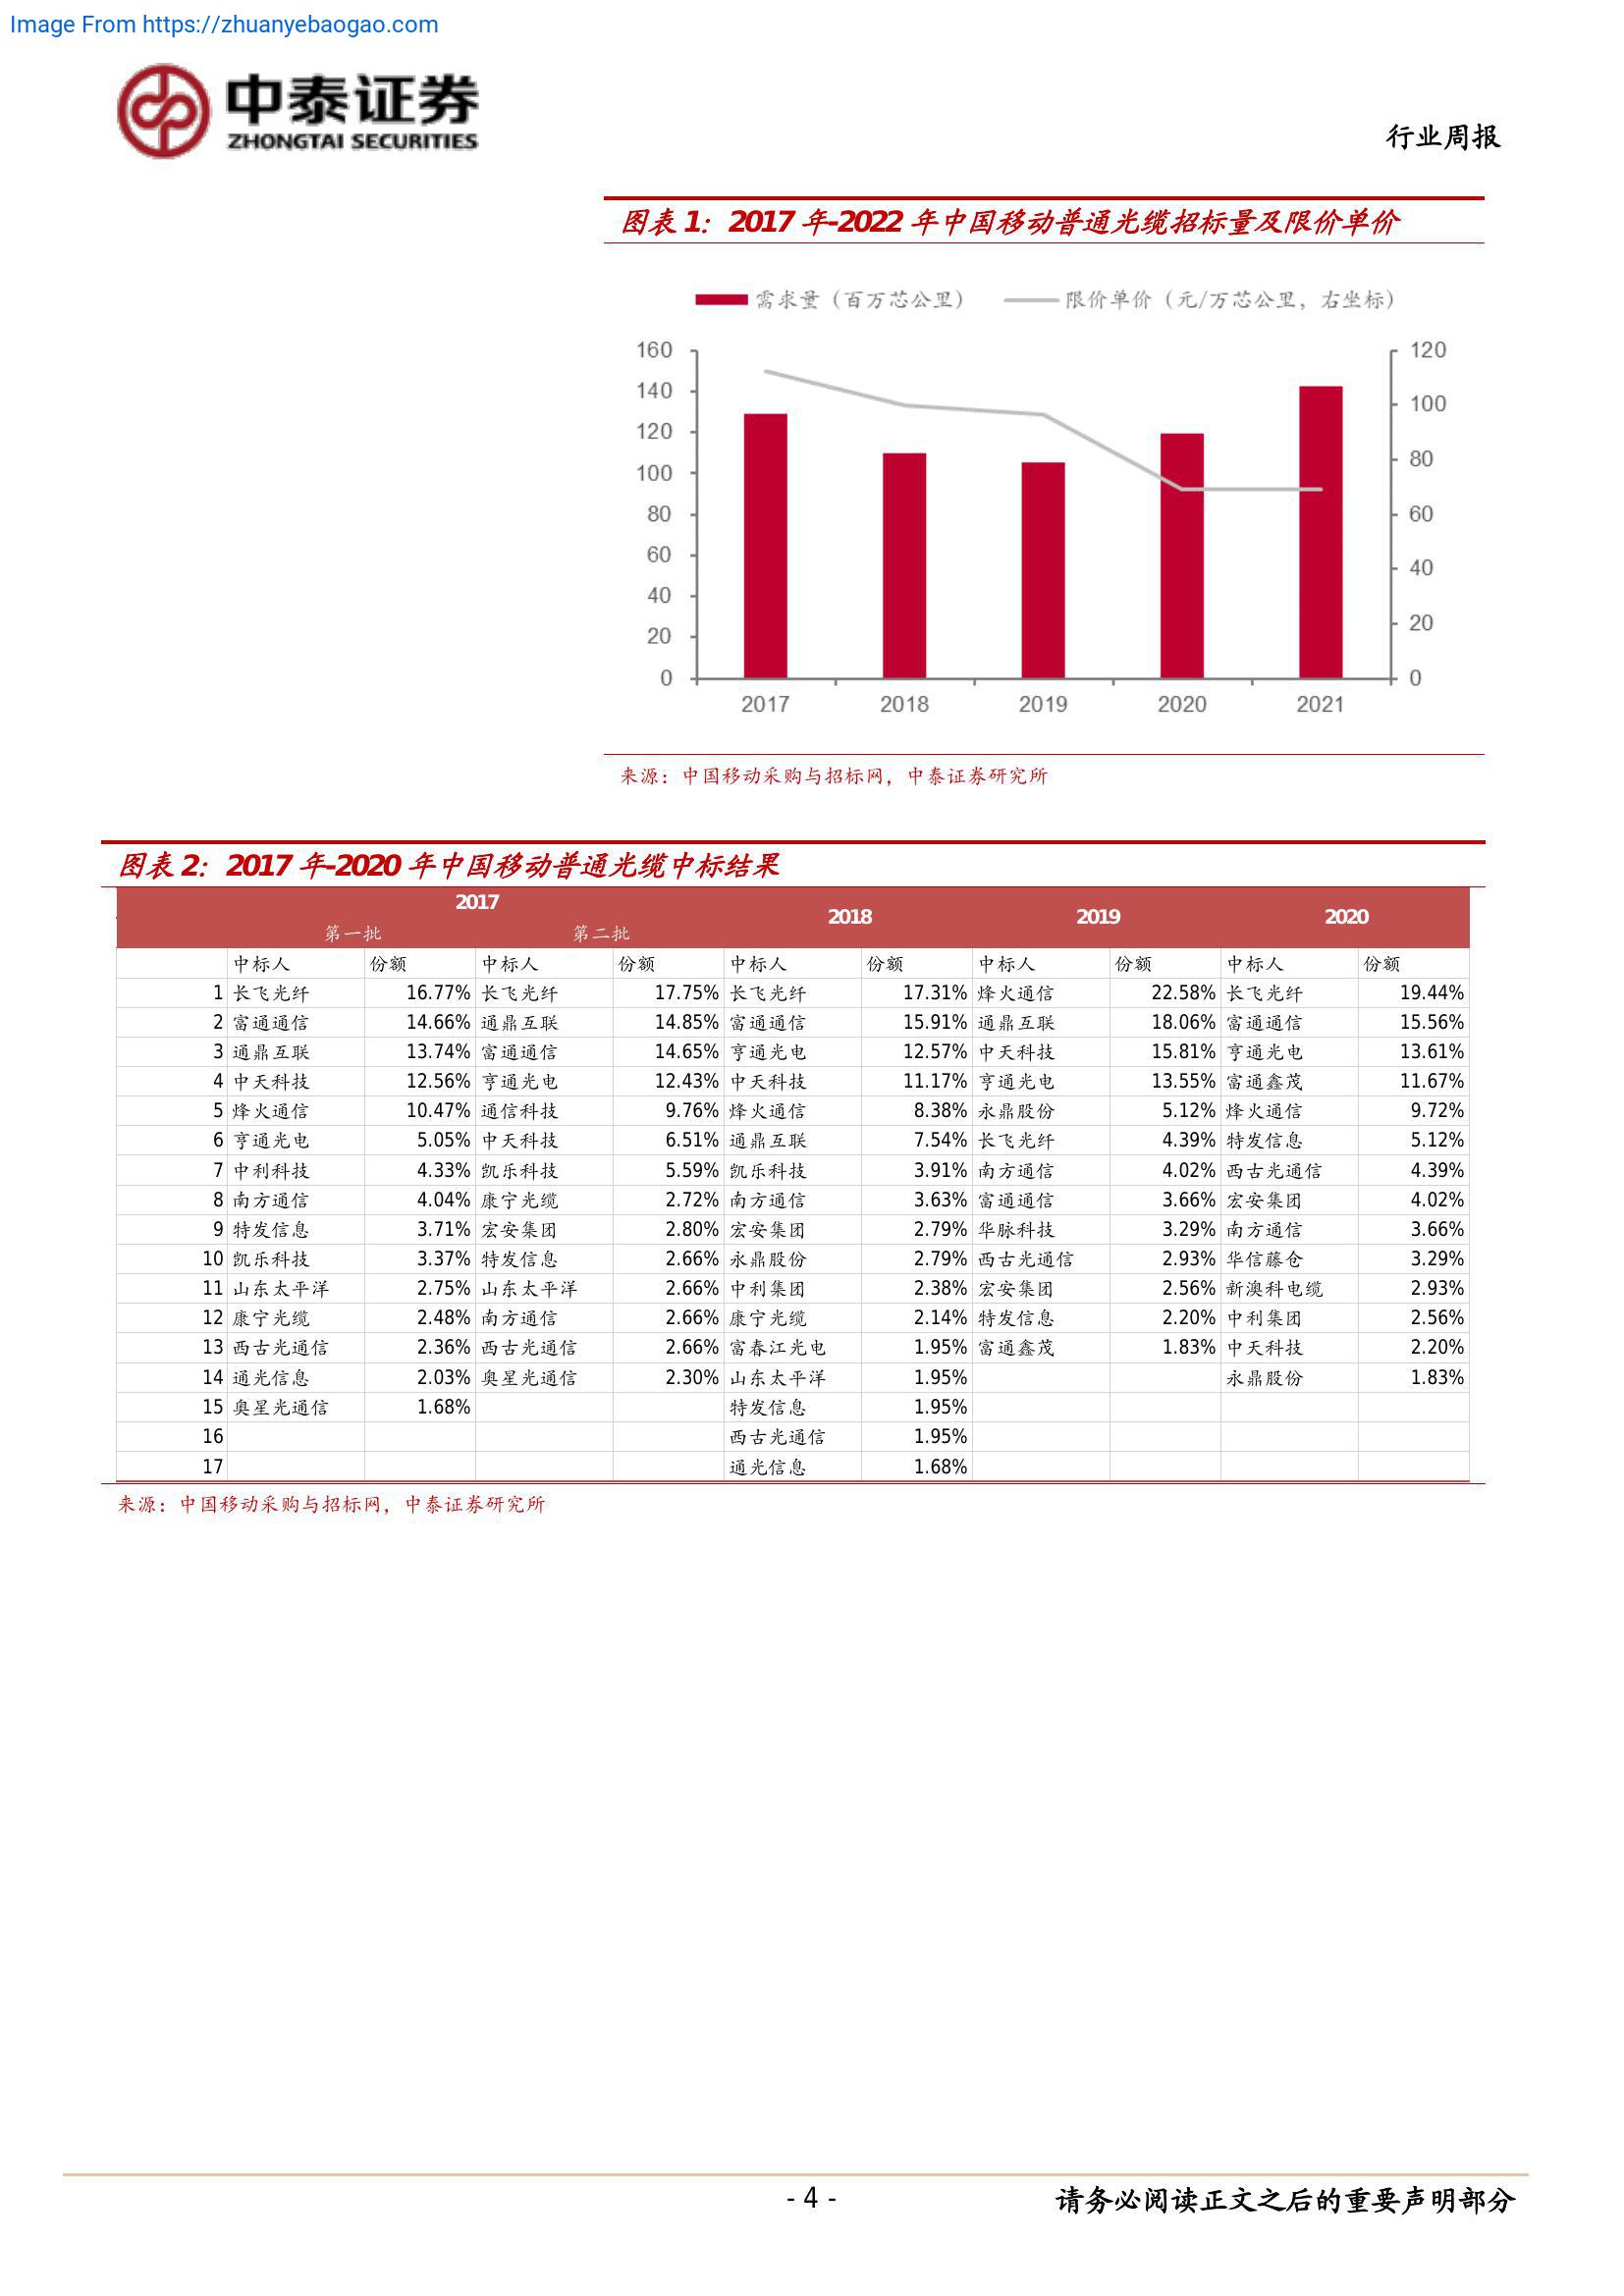 Image From https://zhuanyebaogao.com
中泰证券
ZHONGTAI SECURITIES
行业周报
图表 1：2017 年-2022 年中国移动普通光缆招标量及限价单价
需求量（百万芯公里） 限价单价（元/万芯公里，右坐标）
160 120
140 100
120 80
100 60
80 40
60 20
40 0
20
0
2017 2018 2019 2020 2021
来源：中国移动采购与招标网，中泰证券研究所
图表 2：2017 年-2020 年中国移动普通光缆中标结果
2017 2018 2019 2020
第一批 第二批
中标人 份额 中标人 份额 中标人 份额 中标人 份额 中标人 份额
1 长飞光纤 16.77% 长飞光纤 17.75% 长飞光纤 17.31% 烽火通信 22.58% 长飞光纤 19.44%
2 富通通信 14.66% 通鼎互联 14.85% 富通通信 15.91% 通鼎互联 18.06% 富通通信 15.56%
3 通鼎互联 13.74% 富通通信 14.65% 亨通光电 12.57% 中天科技 15.81% 亨通光电 13.61%
4 中天科技 12.56% 亨通光电 12.43% 中天科技 11.17% 亨通光电 13.55% 富通鑫茂 11.67%
5 烽火通信 10.47% 通信科技 9.76% 烽火通信 8.38% 永鼎股份 5.12% 烽火通信 9.72%
6 亨通光电 5.05% 中天科技 6.51% 通鼎互联 7.54% 长飞光纤 4.39% 特发信息 5.12%
7 中利科技 4.33% 凯乐科技 5.59% 凯乐科技 3.91% 南方通信 4.02% 西古光通信 4.39%
8 南方通信 4.04% 康宁光缆 2.72% 南方通信 3.63% 富通通信 3.66% 宏安集团 4.02%
9 特发信息 3.71% 宏安集团 2.80% 宏安集团 2.79% 华脉科技 3.29% 南方通信 3.66%
10 凯乐科技 3.37% 特发信息 2.66% 永鼎股份 2.79% 西古光通信 2.93% 华信藤仓 3.29%
11 山东太平洋 2.75% 山东太平洋 2.66% 中利集团 2.38% 宏安集团 2.56% 新澳科电缆 2.93%
12 康宁光缆 2.48% 南方通信 2.66% 康宁光缆 2.14% 特发信息 2.20% 中利集团 2.56%
13 西古光通信 2.36% 西古光通信 2.66% 富春江光电 1.95% 富通鑫茂 1.83% 中天科技 2.20%
14 通光信息 2.03% 奥星光通信 2.30% 山东太平洋 1.95% 永鼎股份 1.83%
15 奥星光通信 1.68% 特发信息 1.95%
16 西古光通信 1.95%
17 通光信息 1.68%
来源：中国移动采购与招标网，中泰证券研究所
- 4 -
请务必阅读正文之后的重要声明部分